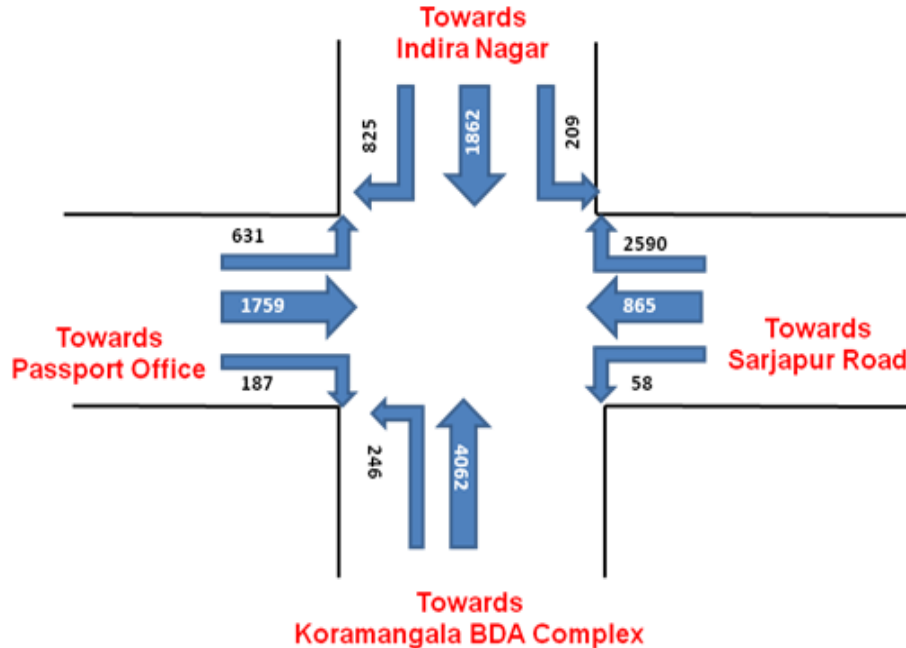 Towards
Indira Nagar
825
1862
209
631
2590
1759
865
Towards
Passport Office
Towards
Sarjapur Road
187
58
246
4062
Towards
Koramangala BDA Complex